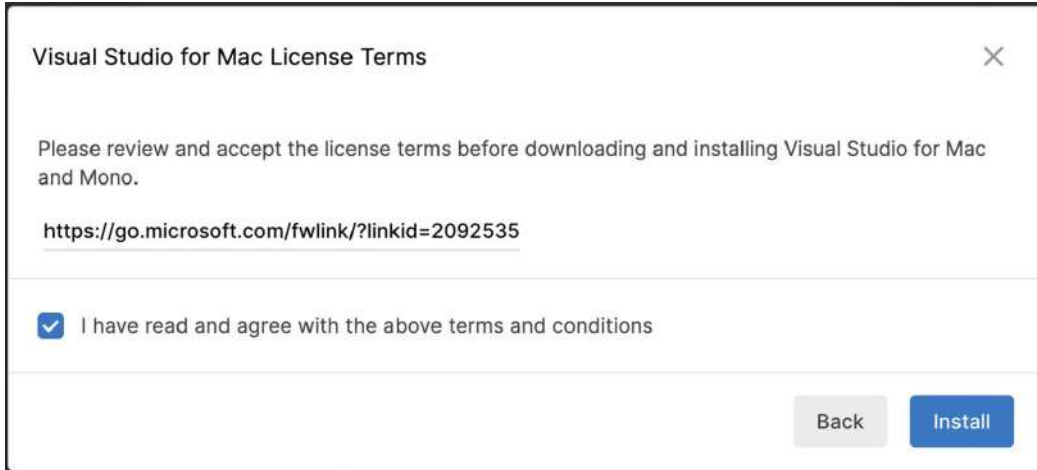 Visual Studio for Mac License Terms
Please review and accept the license terms before downloading and installing Visual Studio for Mac
and Mono.
https://go.microsoft.com/fwlink/?linkid=2092535
I have read and agree with the above terms and conditions
Back
Install